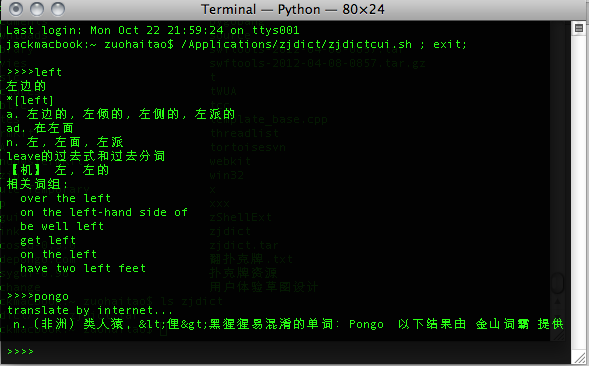 Terminal — Python — 80×24
Last login: Mon Oct 22 21:59:24 on ttys001
jackmacbook:~ zuohaitao$ /Applications/zjdict/zjdictcui.sh ; exit;
swftools-2012-04-08-0057.tar.gz
t
>>>>left
左边的
*[left]
a. 左边的, 左倾的, 左侧的, 左派的
template_base.cpp
ad. 在左面
threadlist
n. 左, 左面, 左派
tortoisesvn
leave的过去式和过去分词
webkit
【机】 左, 左的
win32
相关词组:
x
over the left
xxx
on the left-hand side of
zShellExt
be well left
zjdict
get left
zjdict.tar
on the left
翻扑克牌.txt
have two left feet
扑克牌资源
用户体验草图设计
>>>>pongo
zuohaitao$ ls zjdict
translate by internet...
n. (非洲) 类人猿, &lt;俚&gt;黑猩猩易混淆的单词: Pongo 以下结果由 金山词霸 提供
>>>>